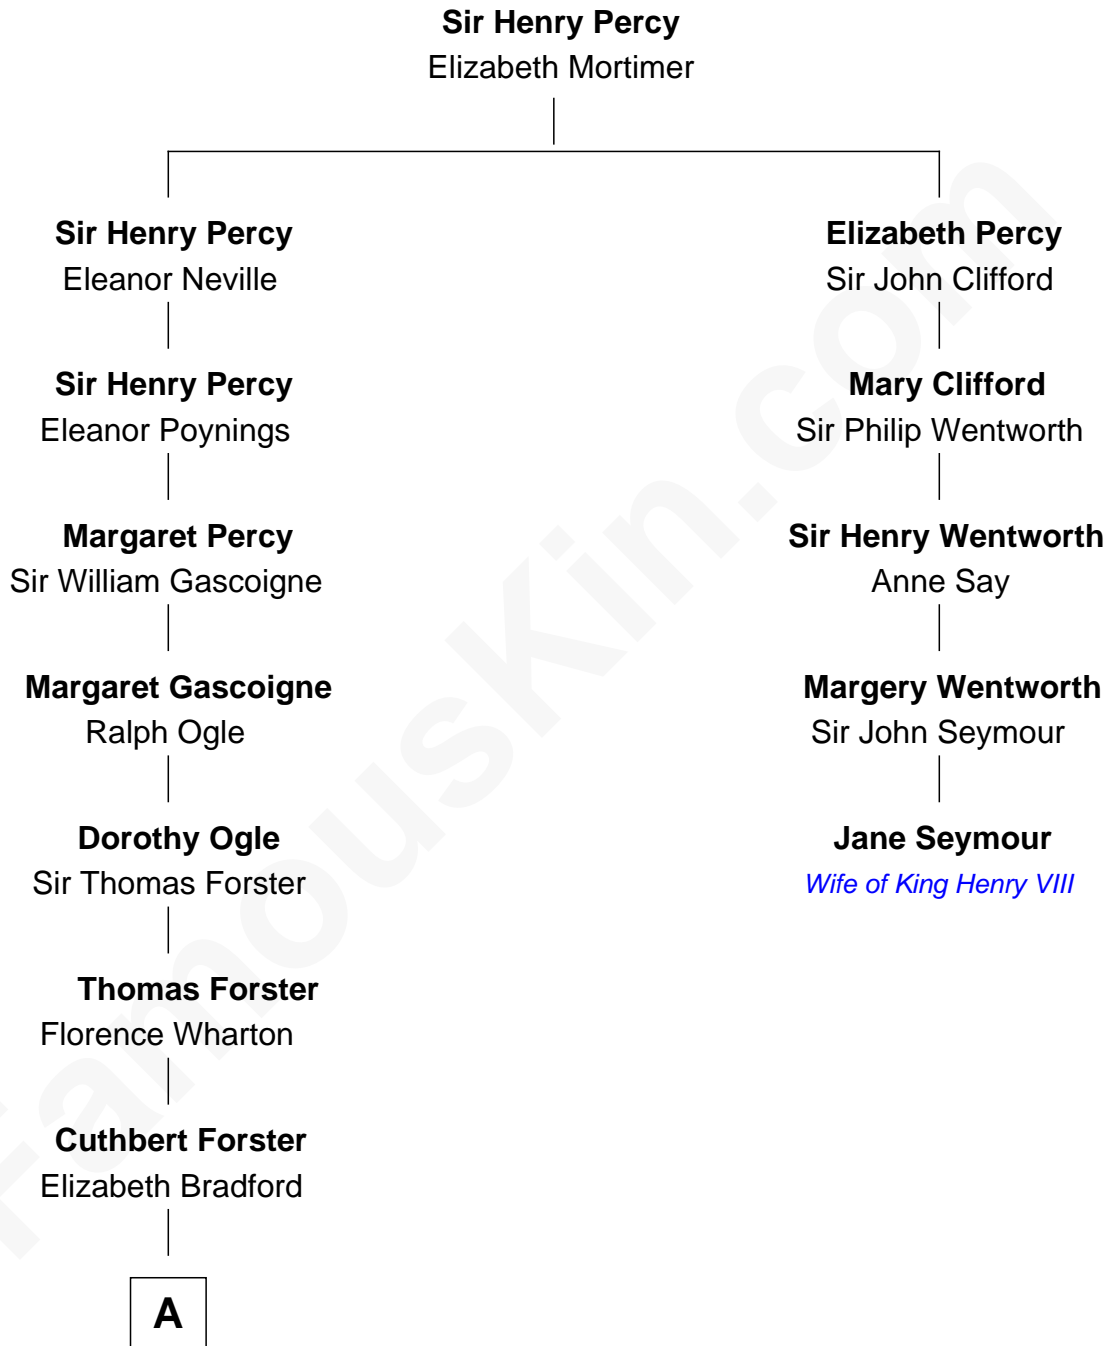 Sir Henry Percy
Elizabeth Mortimer
Sir Henry Percy
Eleanor Neville
Sir Henry Percy
Eleanor Poynings
Margaret Percy
Sir William Gascoigne
Margaret Gascoigne
Ralph Ogle
Dorothy Ogle
Sir Thomas Forster
Thomas Forster
Florence Wharton
Cuthbert Forster
Elizabeth Bradford
A
Elizabeth Percy
Sir John Clifford
Mary Clifford
Sir Philip Wentworth
Sir Henry Wentworth
Anne Say
Margery Wentworth
Sir John Seymour
Jane Seymour
Wife of King Henry VIII
FamousKin.com